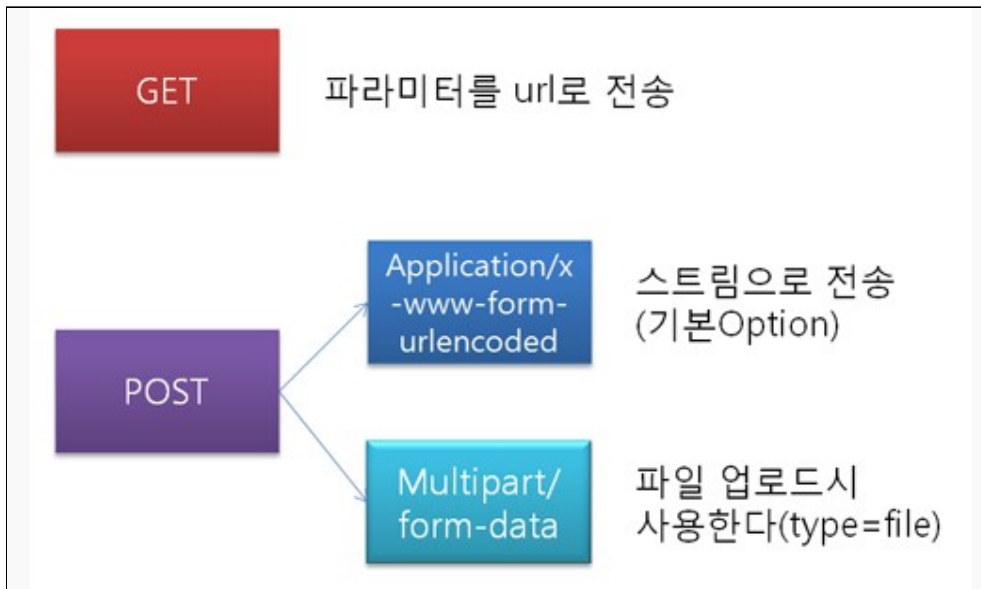 GET
파라미터를 url로 전송
POST
Application/x
-www-form-
urlencoded
스트림으로 전송
(기본Option)
Multipart/
form-data
파일 업로드시
사용한다(type=file)